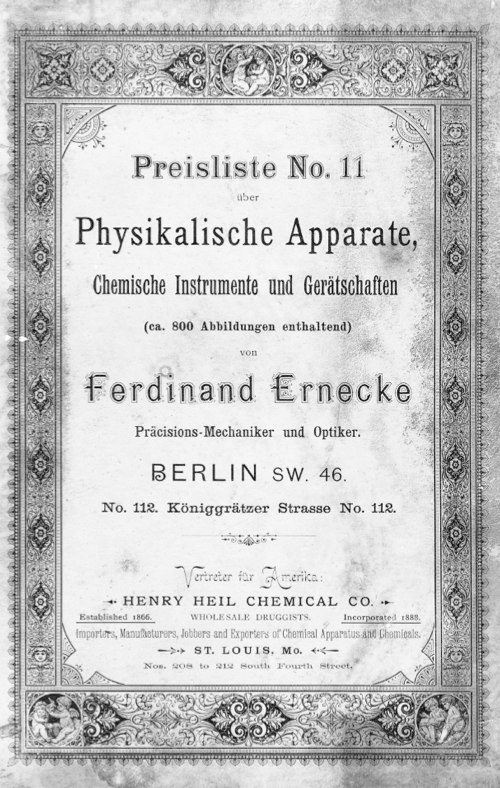 Preisliste No. 11
über
Physikalische Apparate,
Chemische Instrumente und Gerätschaften
(ca. 800 Abbildungen enthaltend)
von
Ferdinand Ernecke
Präcisions-Mechaniker und Optiker.
BERLIN SW. 46.
No. 112. Königgrätzer Strasse No. 112.
Vertreter für Amerika:
HENRY HEIL CHEMICAL CO.
Established 1866. WHOLESALE DRUGGISTS. Incorporated 1888.
Importers, Manufacturers, Jobbers and Exporters of Chemical Apparatus and Chemicals.
ST. LOUIS, Mo.
Nos. 208 to 212 South Fourth Street.